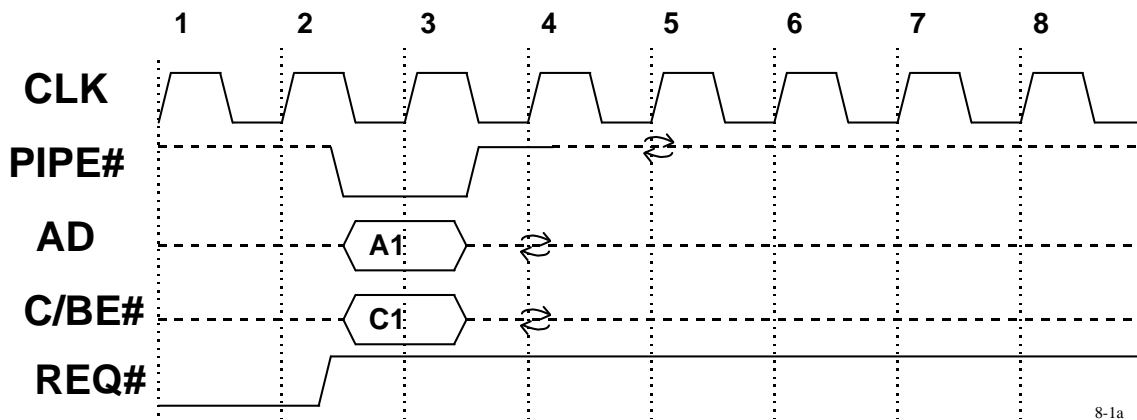 1 2 3 4 5 6 7 8
CLK
PIPE#
AD A1
C/BE# C1
REQ#
8-1a